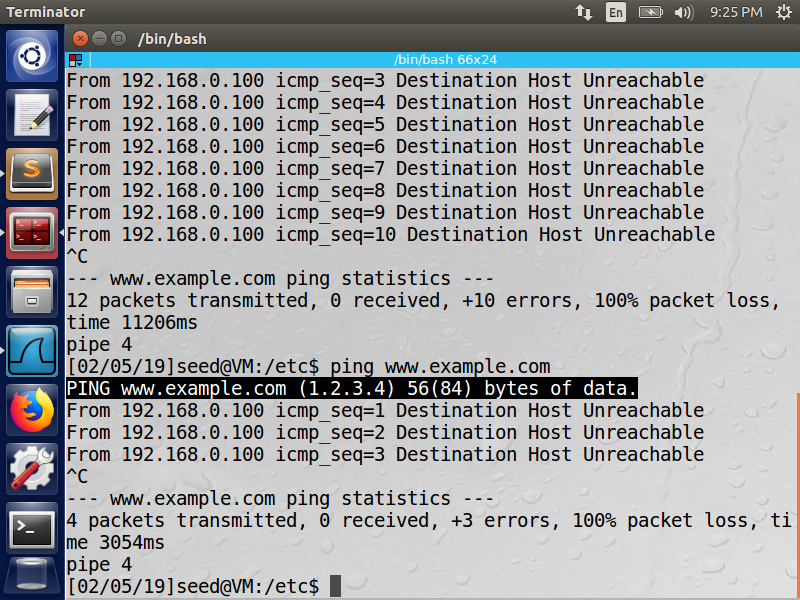 Terminator
En
9:25 PM
/bin/bash
/bin/bash 66x24
From 192.168.0.100 icmp_seq=3 Destination Host Unreachable
From 192.168.0.100 icmp_seq=4 Destination Host Unreachable
From 192.168.0.100 icmp_seq=5 Destination Host Unreachable
From 192.168.0.100 icmp_seq=6 Destination Host Unreachable
From 192.168.0.100 icmp_seq=7 Destination Host Unreachable
From 192.168.0.100 icmp_seq=8 Destination Host Unreachable
From 192.168.0.100 icmp_seq=9 Destination Host Unreachable
From 192.168.0.100 icmp_seq=10 Destination Host Unreachable
^C
--- www.example.com ping statistics ---
12 packets transmitted, 0 received, +10 errors, 100% packet loss,
time 11206ms
pipe 4
[02/05/19]seed@VM:/etc$ ping www.example.com
PING www.example.com (1.2.3.4) 56(84) bytes of data.
From 192.168.0.100 icmp_seq=1 Destination Host Unreachable
From 192.168.0.100 icmp_seq=2 Destination Host Unreachable
From 192.168.0.100 icmp_seq=3 Destination Host Unreachable
^C
--- www.example.com ping statistics ---
4 packets transmitted, 0 received, +3 errors, 100% packet loss, ti
me 3054ms
pipe 4
[02/05/19]seed@VM:/etc$